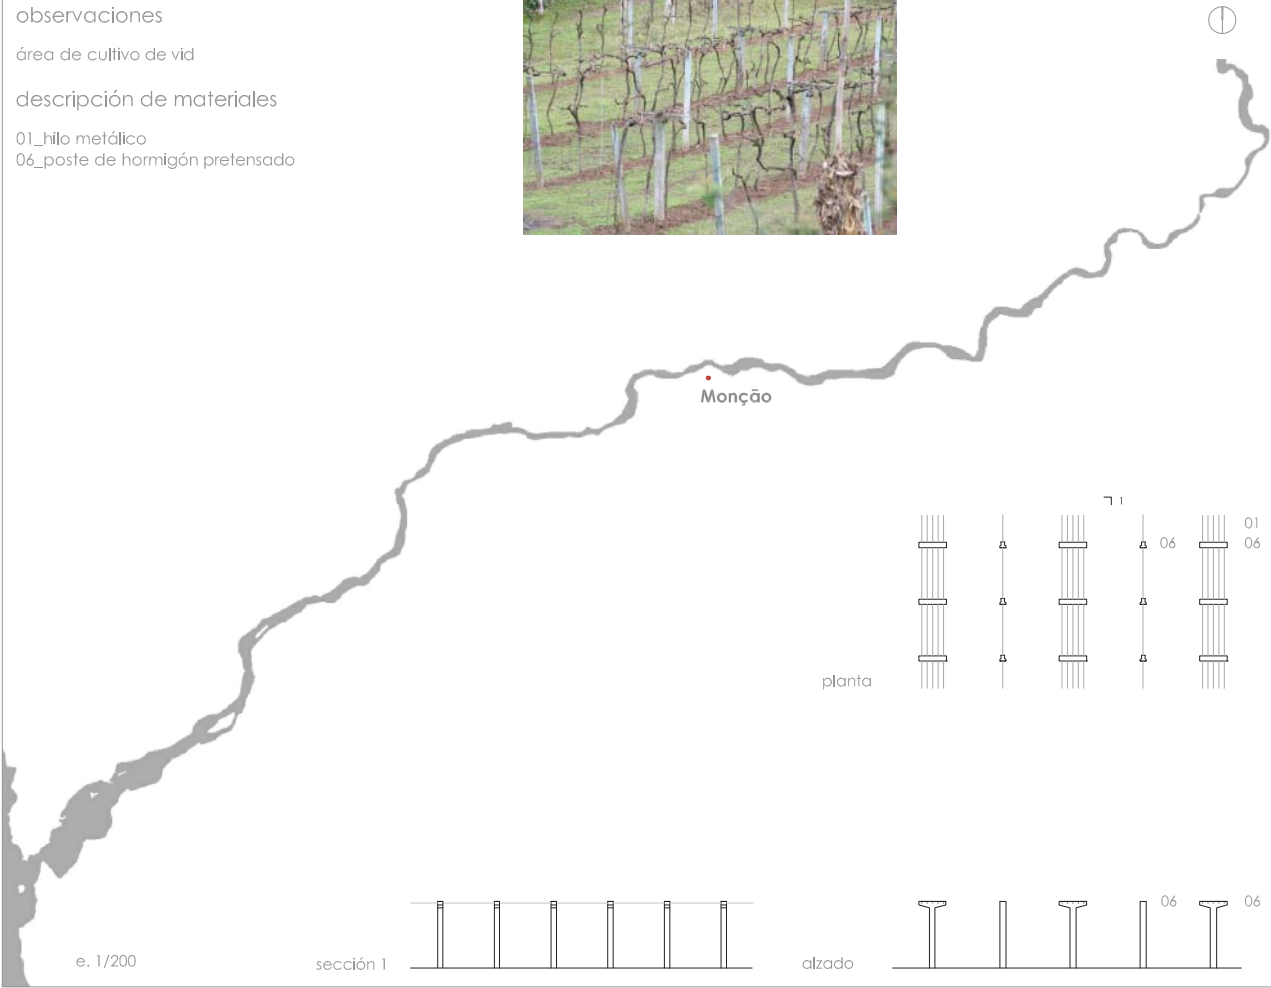 observaciones
área de cultivo de vid
descripción de materiales
01_hilo metálico
06_poste de hormigón pretensado
Monção
1
01
06
06
planta
06
06
e. 1/200
sección 1
alzado